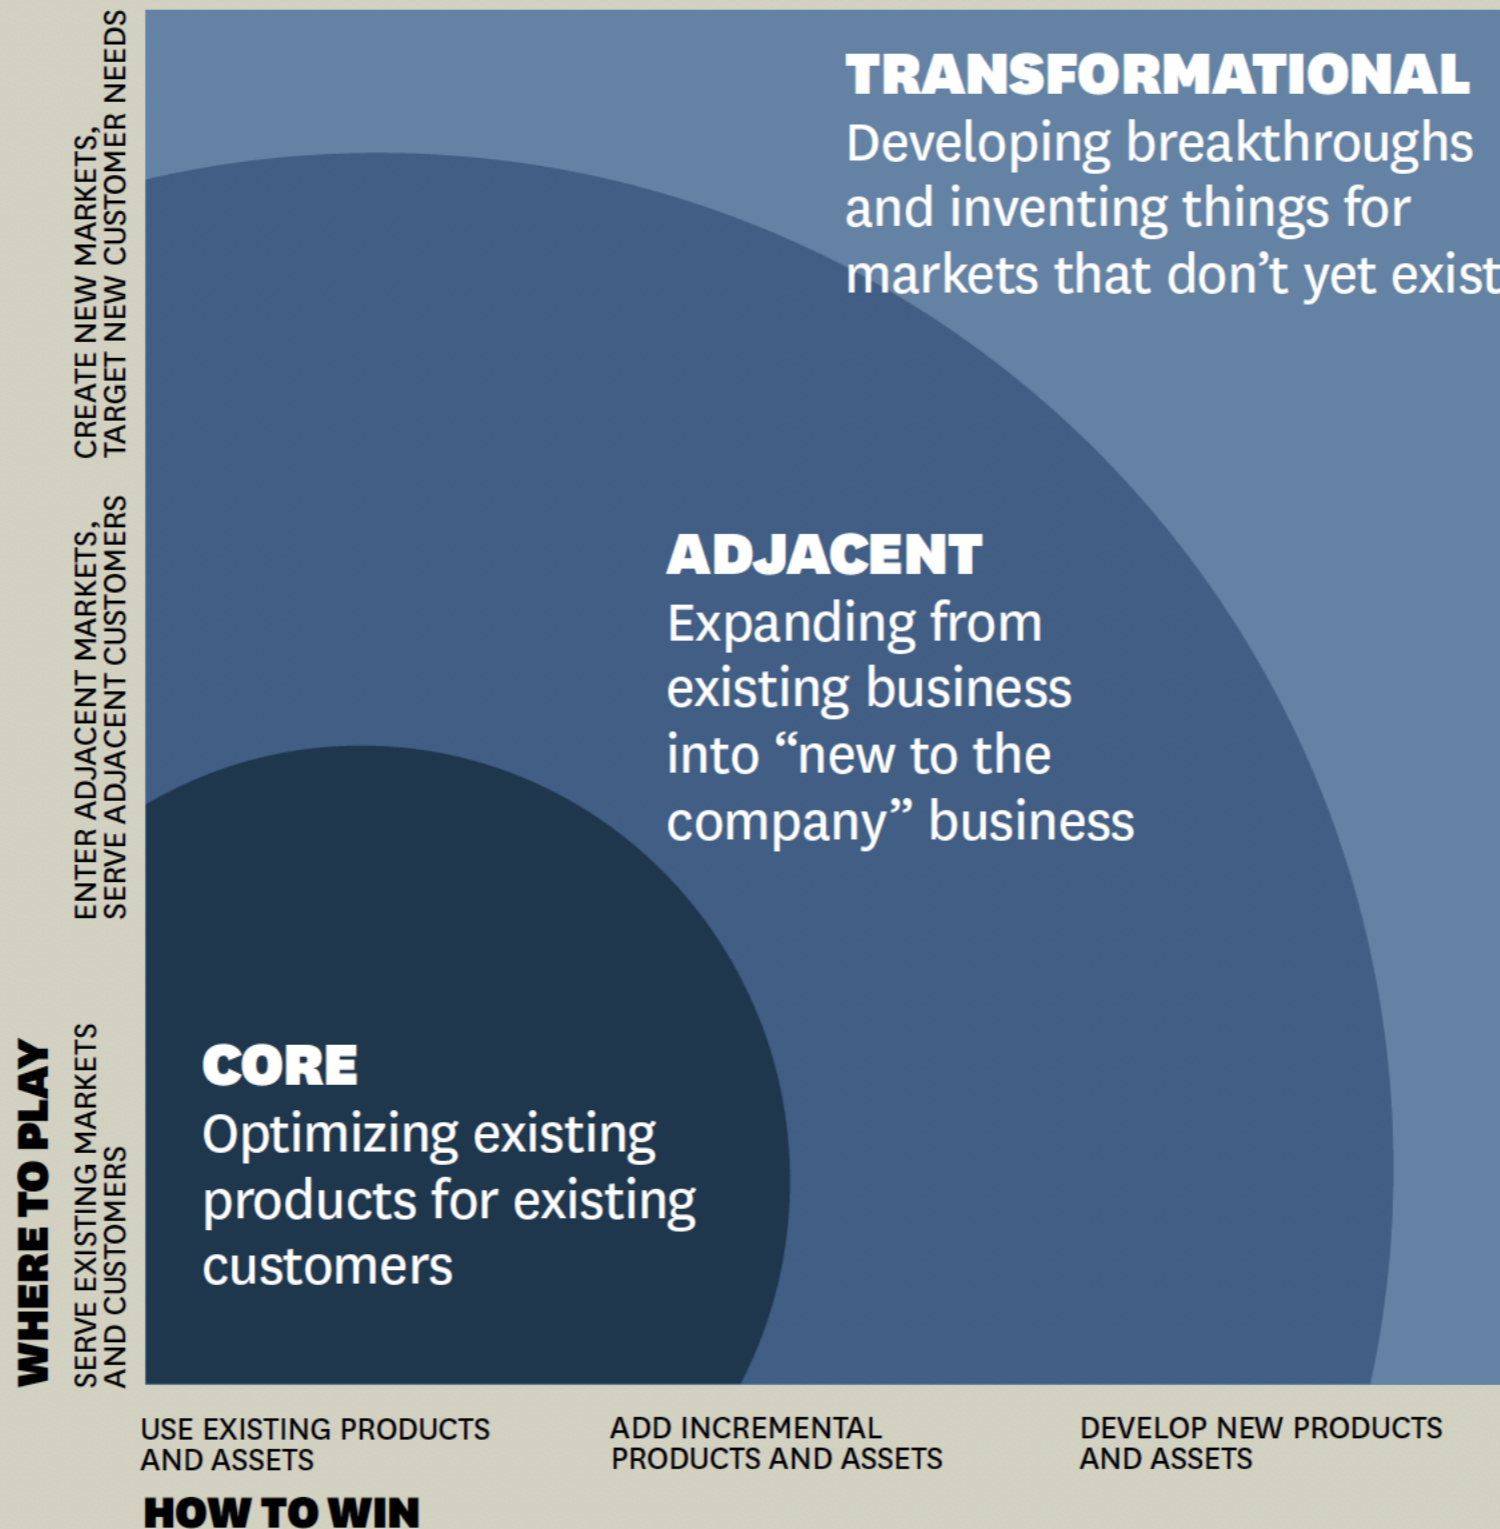 TRANSFORMATIONAL
Developing breakthroughs
and inventing things for
markets that don’t yet exist
ADJACENT
Expanding from
existing business
into “new to the
company” business
CORE
Optimizing existing
products for existing
customers
WHERE TO PLAY
CREATE NEW MARKETS,
TARGET NEW CUSTOMER NEEDS
ENTER ADJACENT MARKETS,
SERVE ADJACENT CUSTOMERS
SERVE EXISTING MARKETS
AND CUSTOMERS
USE EXISTING PRODUCTS
AND ASSETS
ADD INCREMENTAL
PRODUCTS AND ASSETS
DEVELOP NEW PRODUCTS
AND ASSETS
HOW TO WIN